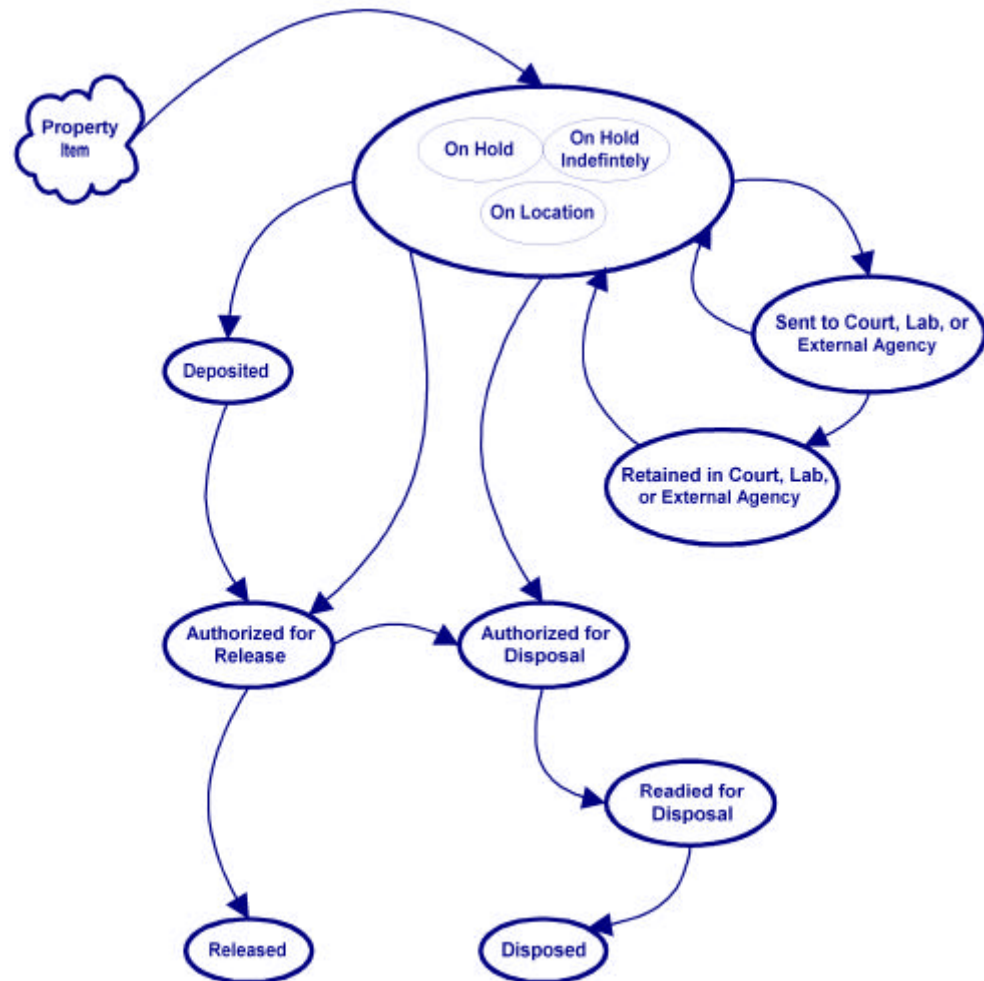 Property
Item
On Hold
On Hold
Indefintely
On Location
Sent to Court, Lab, or
External Agency
Deposited
Retained in Court, Lab,
or External Agency
Authorized for
Release
Authorized for
Disposal
Readied for
Disposal
Released
Disposed